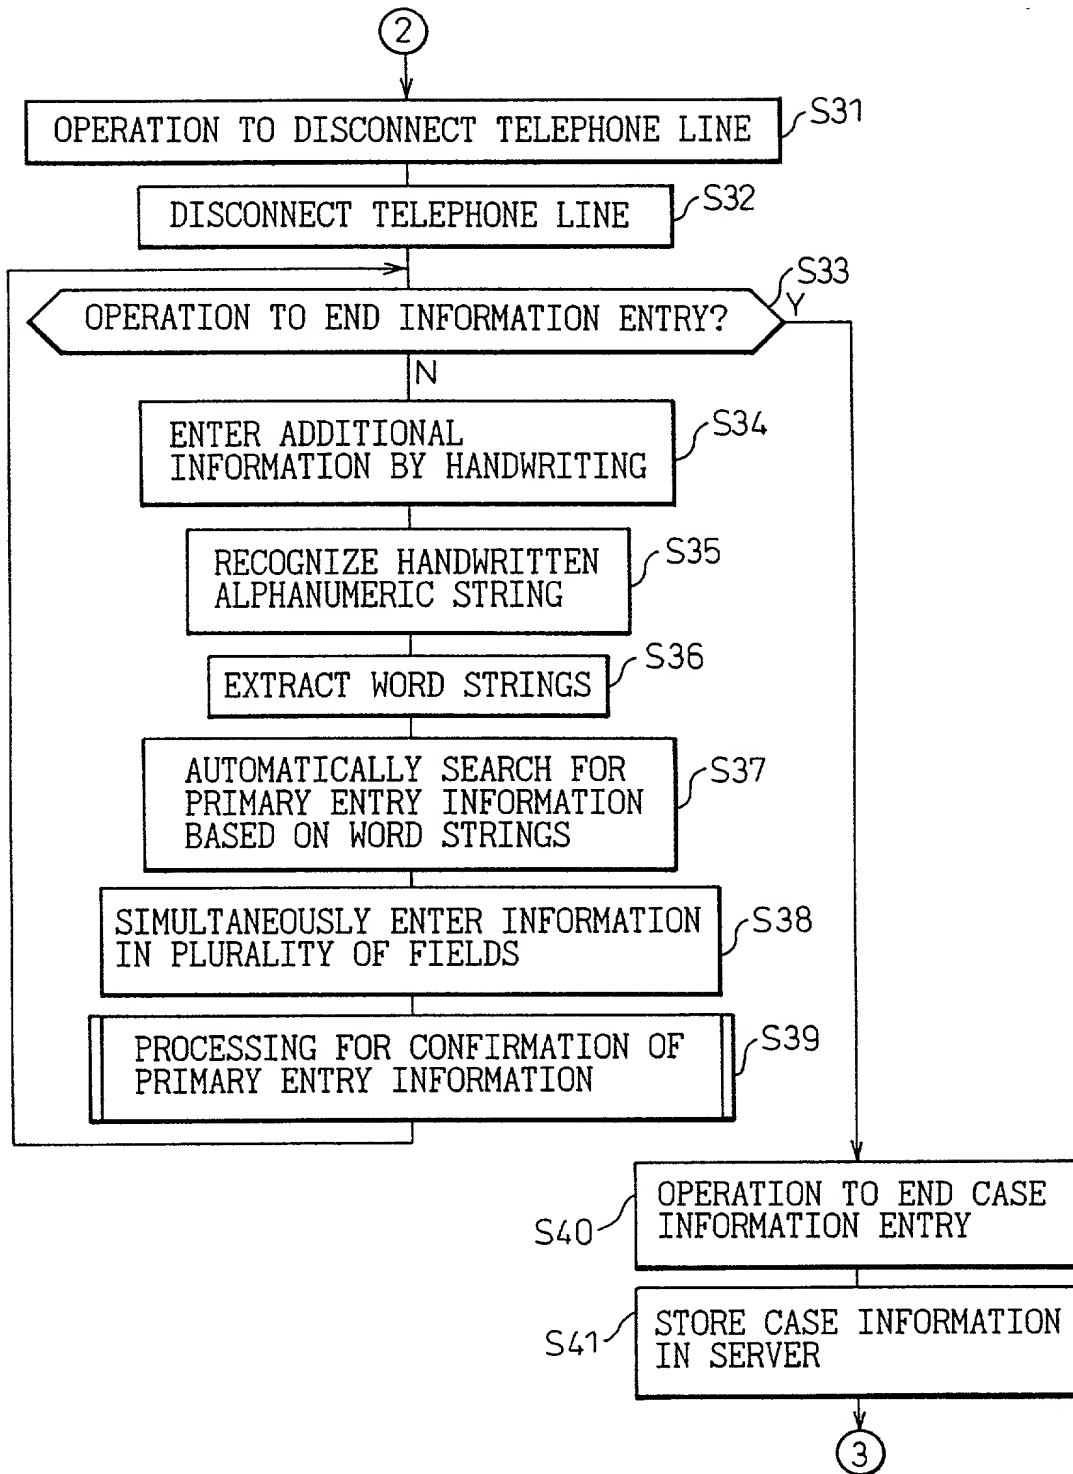 2
OPERATION TO DISCONNECT TELEPHONE LINE
S31
DISCONNECT TELEPHONE LINE
S32
S33
OPERATION TO END INFORMATION ENTRY?
Y
N
ENTER ADDITIONAL
INFORMATION BY HANDWRITING
S34
RECOGNIZE HANDWRITTEN
ALPHANUMERIC STRING
S35
EXTRACT WORD STRINGS
S36
AUTOMATICALLY SEARCH FOR
PRIMARY ENTRY INFORMATION
BASED ON WORD STRINGS
S37
SIMULTANEOUSLY ENTER INFORMATION
IN PLURALITY OF FIELDS
S38
PROCESSING FOR CONFIRMATION OF
PRIMARY ENTRY INFORMATION
S39
OPERATION TO END CASE
INFORMATION ENTRY
S40
STORE CASE INFORMATION
IN SERVER
S41
3